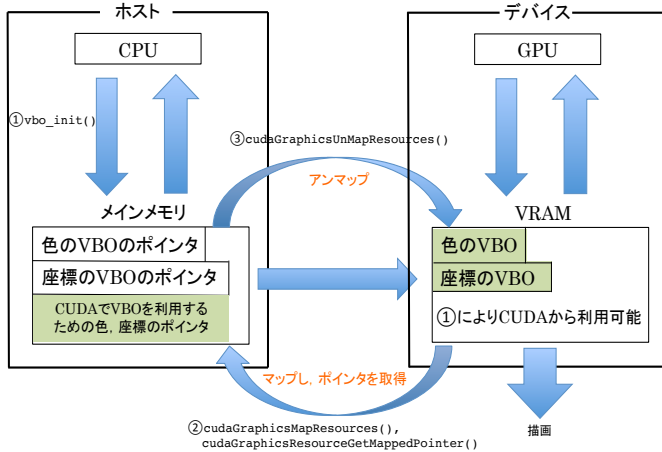 ホスト
デバイス
CPU
GPU
①vbo_init()
③cudaGraphicsUnMapResources()
アンマップ
メインメモリ
VRAM
色のVBOのポインタ
座標のVBOのポインタ
CUDAでVBOを利用する
ための色，座標のポインタ
色のVBO
座標のVBO
①によりCUDAから利用可能
マップし，ポインタを取得
②cudaGraphicsMapResources(),
cudaGraphicsResourceGetMappedPointer()
描画